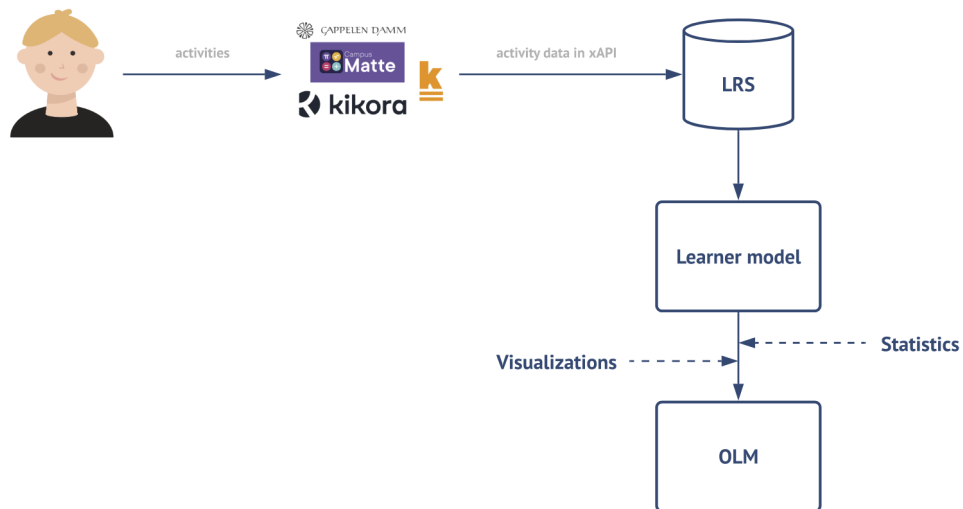 activities
CAPPELEN DAMM
Campus
Matte
k
kikora
activity data in xAPI
LRS
Learner model
Statistics
Visualizations
OLM